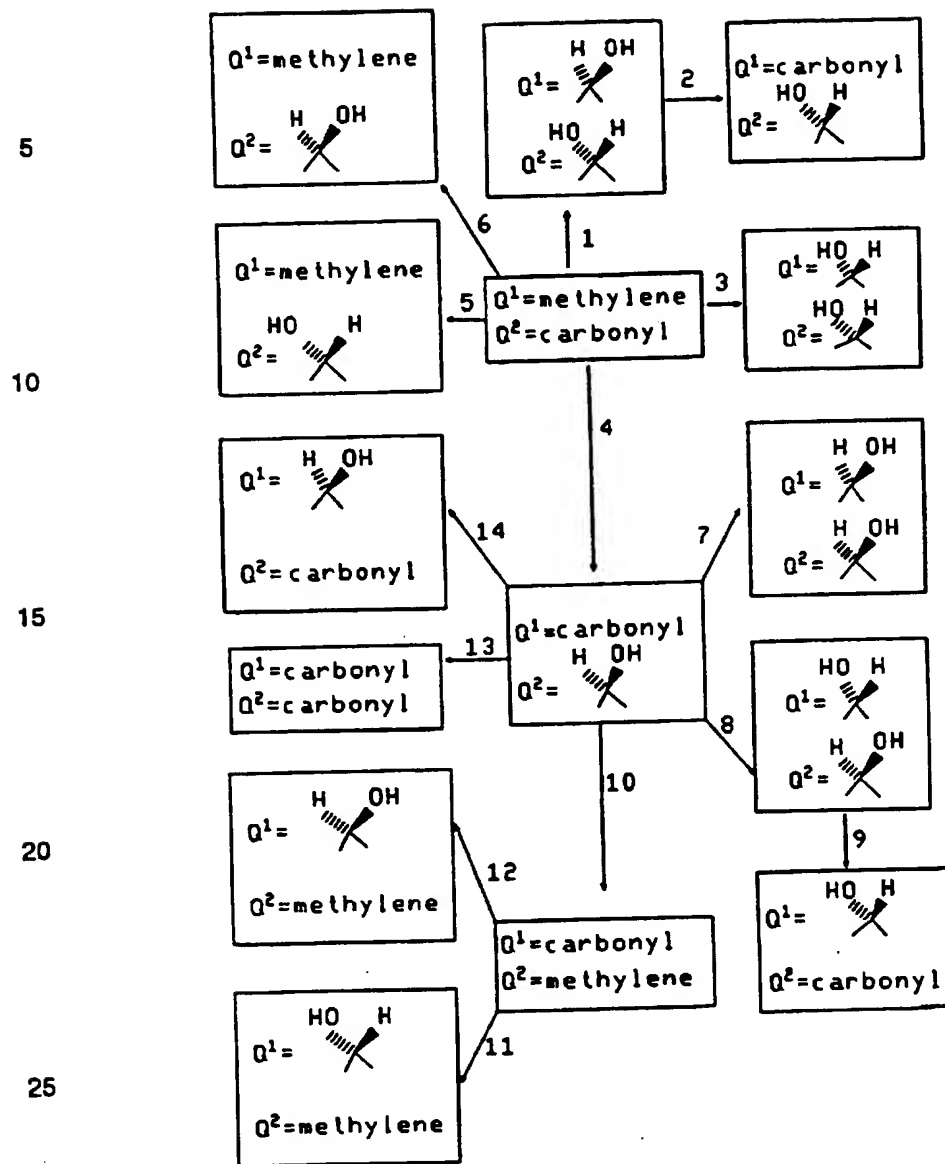 Q¹=methylene
H OH
Q²=
H OH
Q¹=
HO H
Q²=
2
Q¹=carbonyl
HO H
Q²=
5
6
1
Q¹=methylene
HO H
Q²=
5
Q¹=methylene
Q²=carbonyl
3
HO H
Q¹=
HO H
Q²=
10
4
H OH
Q¹=
Q²=carbonyl
14
7
H OH
Q¹=
H OH
Q²=
15
Q¹=carbonyl
Q²=carbonyl
13
Q¹=carbonyl
H OH
Q²=
8
HO H
Q¹=
H OH
Q²=
10
9
H OH
Q¹=
Q²=methylene
20
12
Q¹=carbonyl
Q²=methylene
HO H
Q¹=
Q²=carbonyl
11
HO H
Q¹=
Q²=methylene
25